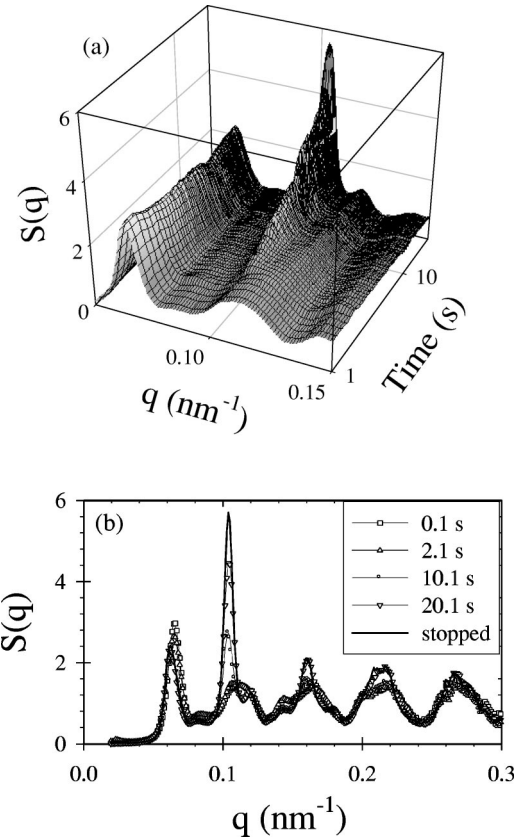 (a)
6
4
2
0
S(q)
0.10
0.15
q (nm⁻¹)
1
10
Time (s)
(b)
6
4
2
0
S(q)
0.1 s
2.1 s
10.1 s
20.1 s
stopped
0.0
0.1
0.2
0.3
q (nm⁻¹)